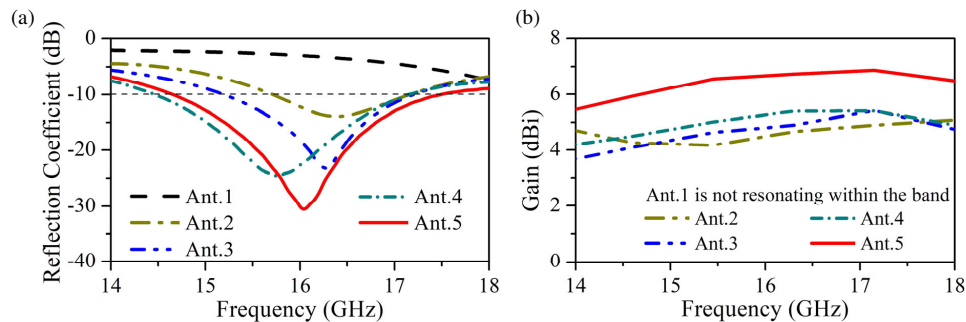 (a)
Reflection Coefficient (dB)
0
-10
-20
-30
-40
Ant.1
Ant.2
Ant.3
Ant.4
Ant.5
14
15
16
17
18
Frequency (GHz)
(b)
Gain (dBi)
8
6
4
2
0
Ant.1 is not resonating within the band
Ant.2
Ant.3
Ant.4
Ant.5
14
15
16
17
18
Frequency (GHz)